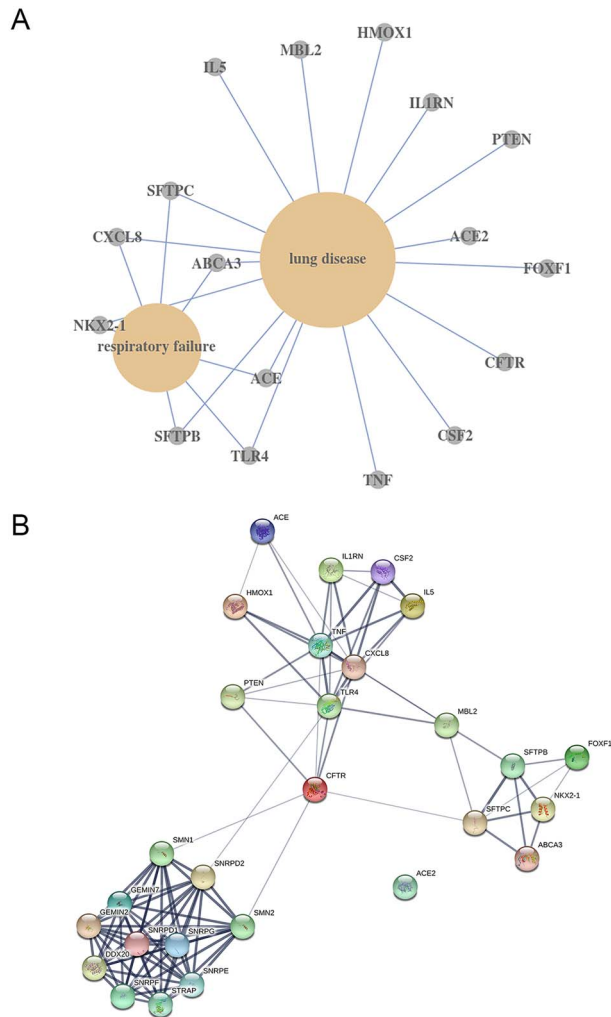 A
HMOX1
MBL2
IL5
IL1RN
PTEN
SFTPC
CXCL8
ACE2
lung disease
ABCA3
FOXF1
NKX2-1
respiratory failure
CFTR
ACE
SFTPB
CSF2
TLR4
TNF
B
ACE
IL1RN
CSF2
HMOX1
IL5
TNF
CXCL8
PTEN
TLR4
MBL2
SFTPB
FOXF1
CFTR
NKX2-1
SFTPC
SMN1
ABCA3
SNRPD2
ACE2
GEMIN7
GEMIN2
SMN2
SNRPD1
SNRPG
DDX20
SNRPE
SNRPF
STRAP